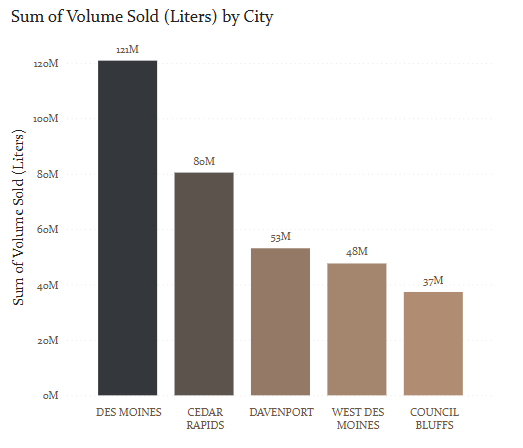 Sum of Volume Sold (Liters) by City
Sum of Volume Sold (Liters)
120M
100M
80M
60M
40M
20M
0M
121M
80M
53M
48M
37M
DES MOINES
CEDAR
RAPIDS
DAVENPORT
WEST DES
MOINES
COUNCIL
BLUFFS